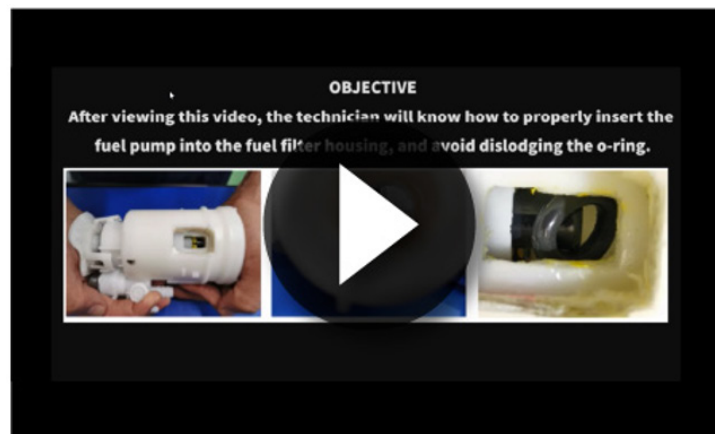 OBJECTIVE
After viewing this video, the technician will know how to properly insert the
fuel pump into the fuel filter housing, and avoid dislodging the o-ring.